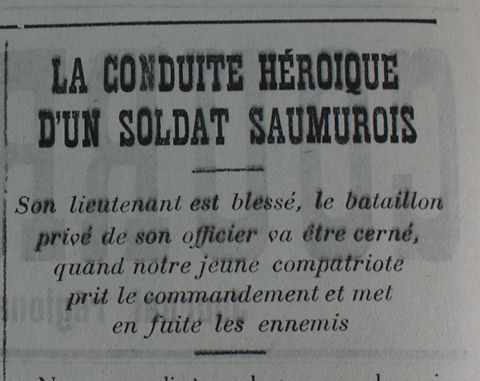 LA CONDUITE HÉROIQUE
D'UN SOLDAT SAUMUROIS
Son lieutenant est blessé, le bataillon
privé de son officier va être cerné,
quand notre jeune compatriote
prit le commandement et met
en fuite les ennemis